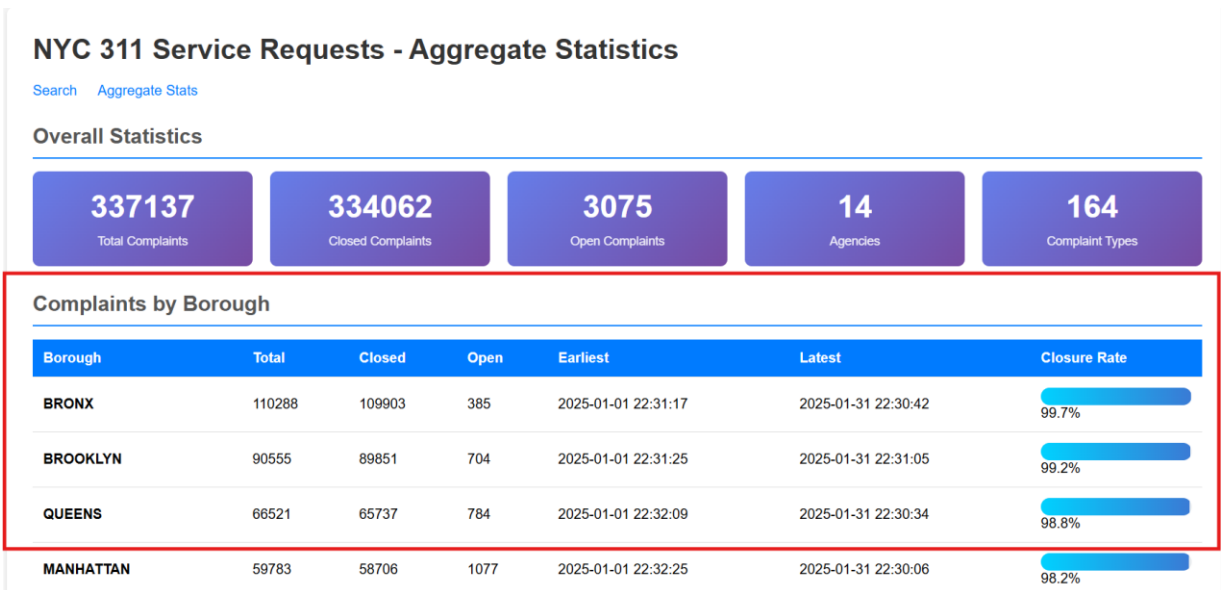 NYC 311 Service Requests - Aggregate Statistics
Search Aggregate Stats
Overall Statistics
337137 334062 3075 14 164
Total Complaints Closed Complaints Open Complaints Agencies Complaint Types
Complaints by Borough
Borough Total Closed Open Earliest Latest Closure Rate
BRONX 110288 109903 385 2025-01-01 22:31:17 2025-01-31 22:30:42 99.7%
BROOKLYN 90555 89851 704 2025-01-01 22:31:25 2025-01-31 22:31:05 99.2%
QUEENS 66521 65737 784 2025-01-01 22:32:09 2025-01-31 22:30:34 98.8%
MANHATTAN 59783 58706 1077 2025-01-01 22:32:25 2025-01-31 22:30:06 98.2%